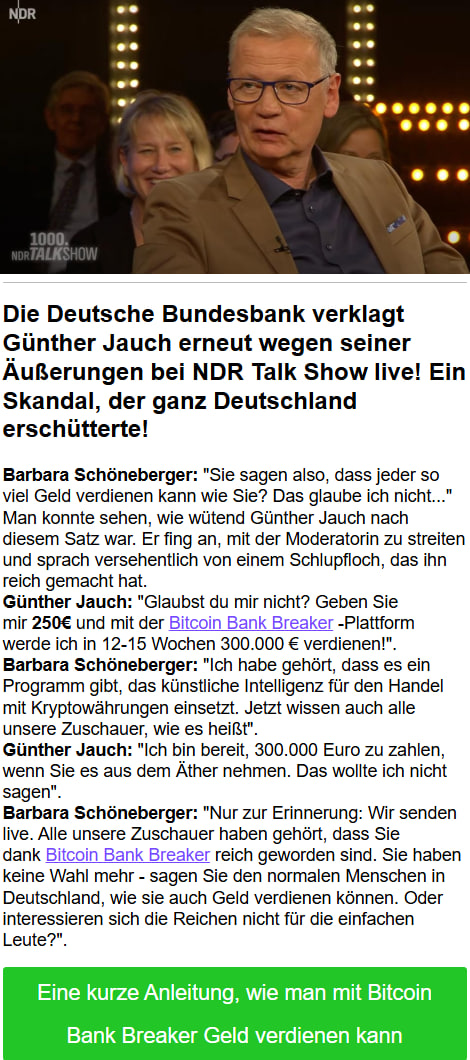 NDR
1000.
NDR TALKSHOW
Die Deutsche Bundesbank verklagt
Günther Jauch erneut wegen seiner
Äußerungen bei NDR Talk Show live! Ein
Skandal, der ganz Deutschland
erschütterte!
Barbara Schöneberger: "Sie sagen also, dass jeder so
viel Geld verdienen kann wie Sie? Das glaube ich nicht..."
Man konnte sehen, wie wütend Günther Jauch nach
diesem Satz war. Er fing an, mit der Moderatorin zu streiten
und sprach versehentlich von einem Schlupfloch, das ihn
reich gemacht hat.
Günther Jauch: "Glaubst du mir nicht? Geben Sie
mir 250€ und mit der Bitcoin Bank Breaker -Plattform
werde ich in 12-15 Wochen 300.000 € verdienen!".
Barbara Schöneberger: "Ich habe gehört, dass es ein
Programm gibt, das künstliche Intelligenz für den Handel
mit Kryptowährungen einsetzt. Jetzt wissen auch alle
unsere Zuschauer, wie es heißt".
Günther Jauch: "Ich bin bereit, 300.000 Euro zu zahlen,
wenn Sie es aus dem Äther nehmen. Das wollte ich nicht
sagen".
Barbara Schöneberger: "Nur zur Erinnerung: Wir senden
live. Alle unsere Zuschauer haben gehört, dass Sie
dank Bitcoin Bank Breaker reich geworden sind. Sie haben
keine Wahl mehr - sagen Sie den normalen Menschen in
Deutschland, wie sie auch Geld verdienen können. Oder
interessieren sich die Reichen nicht für die einfachen
Leute?".
Eine kurze Anleitung, wie man mit Bitcoin
Bank Breaker Geld verdienen kann